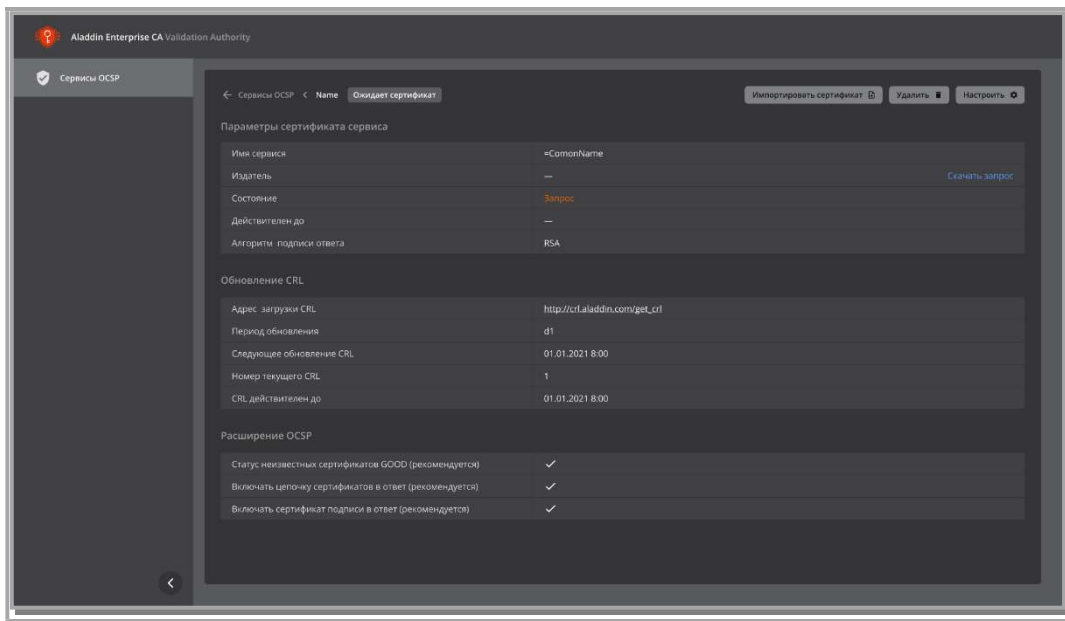 Aladdin Enterprise CA Validation Authority
Сервисы OCSP
Сервисы OCSP Name Ожидает сертификат Импортировать сертификат Удалить Настроить
Параметры сертификата сервиса
Имя сервися =ComonName
Издатель — Скачать запрос
Состояние Запрос
Действителен до —
Алгоритм подписи ответа RSA
Обновление CRL
Адрес загрузки CRL http://crl.aladdin.com/get_crl
Период обновления d1
Следующее обновление CRL 01.01.2021 8:00
Номер текущего CRL 1
CRL действителен до 01.01.2021 8:00
Расширение OCSP
Статус неизвестных сертификатов GOOD (рекомендуется)
Включать цепочку сертификатов в ответ (рекомендуется)
Включать сертификат подписи в ответ (рекомендуется)